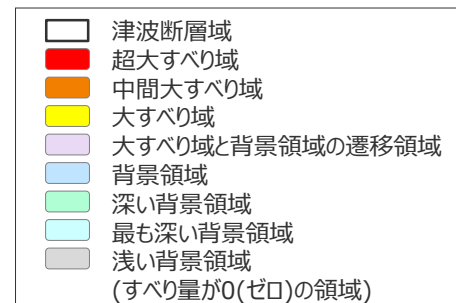 津波断層域
超大すべり域
中間大すべり域
大すべり域
大すべり域と背景領域の遷移領域
背景領域
深い背景領域
最も深い背景領域
浅い背景領域
(すべり量が0(ゼロ)の領域)